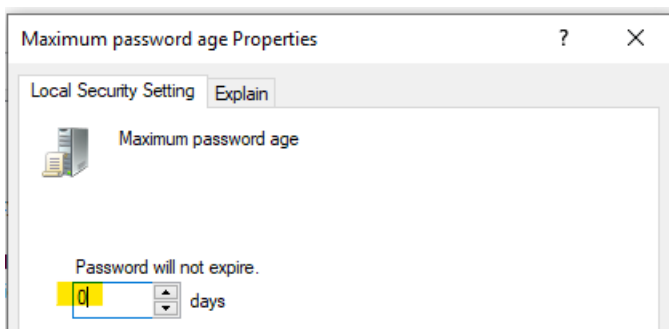 Maximum password age Properties ? ×
Local Security Setting Explain
Maximum password age
Password will not expire.
0 days